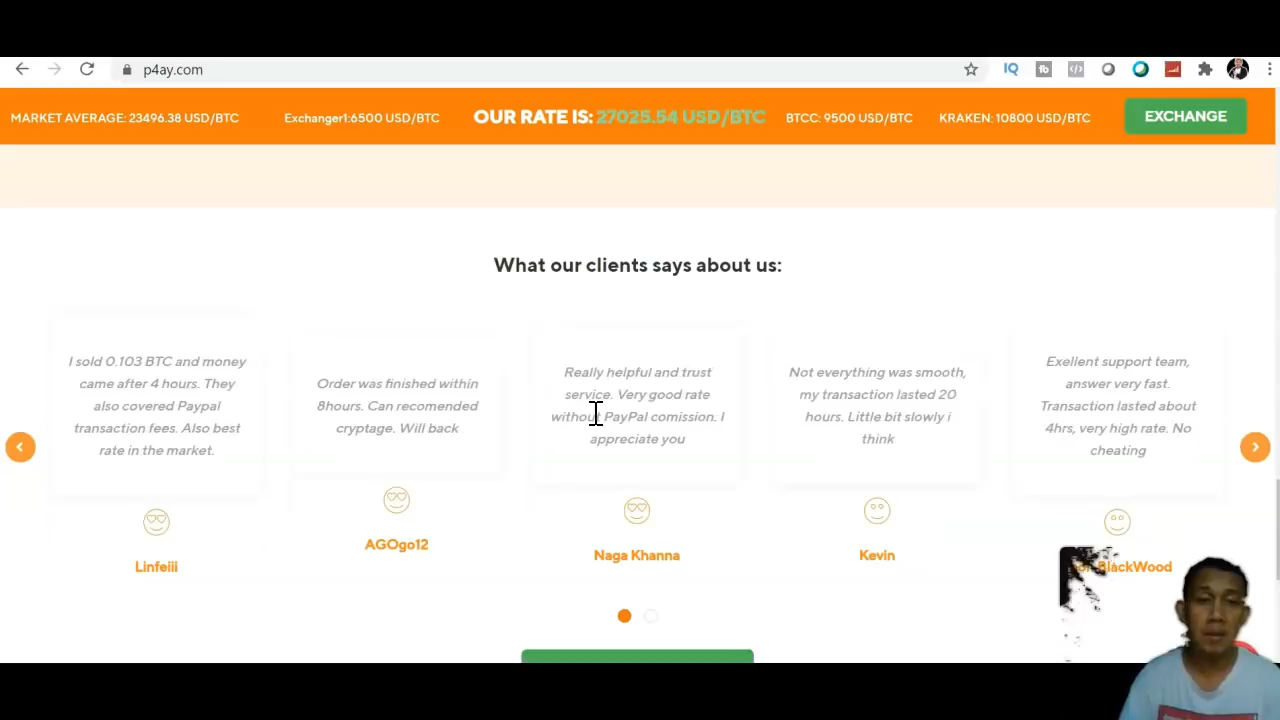 p4ay.com
MARKET AVERAGE: 23496.38 USD/BTC
Exchanger1:6500 USD/BTC
OUR RATE IS: 27025.54 USD/BTC
BTCC: 9500 USD/BTC
KRAKEN: 10800 USD/BTC
EXCHANGE
What our clients says about us:
I sold 0.103 BTC and money
came after 4 hours. They
also covered Paypal
transaction fees. Also best
rate in the market.
Linfeiii
Order was finished within
8hours. Can recomended
cryptage. Will back
AGOgo12
Really helpful and trust
service. Very good rate
without PayPal comission. I
appreciate you
Naga Khanna
Not everything was smooth,
my transaction lasted 20
hours. Little bit slowly i
think
Kevin
Exellent support team,
answer very fast.
Transaction lasted about
4hrs, very high rate. No
cheating
BlackWood